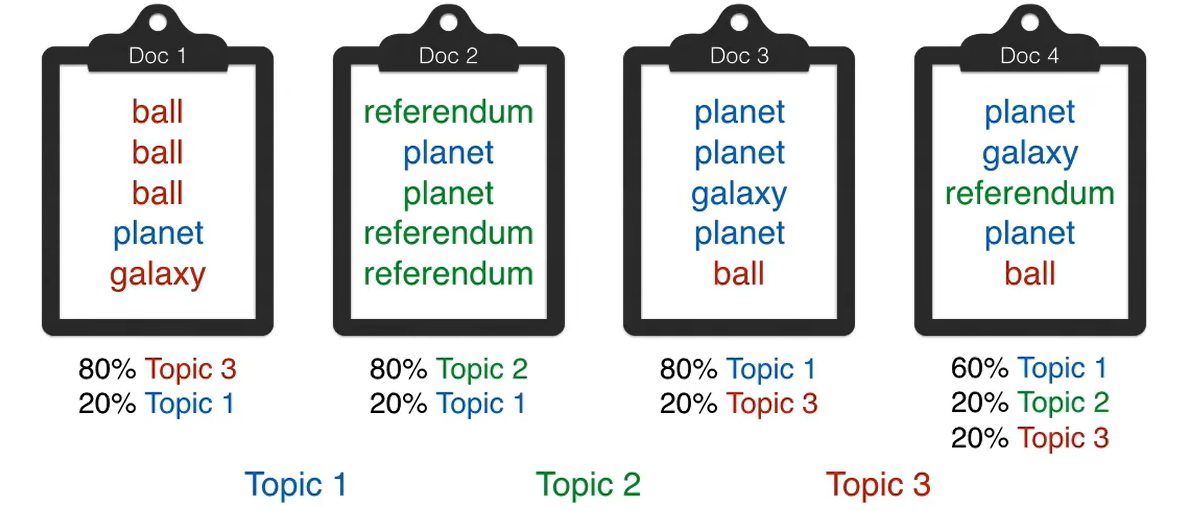 Doc 1
ball
ball
ball
planet
galaxy
80% Topic 3
20% Topic 1
Doc 2
referendum
planet
planet
referendum
referendum
80% Topic 2
20% Topic 1
Doc 3
planet
planet
galaxy
planet
ball
80% Topic 1
20% Topic 3
Doc 4
planet
galaxy
referendum
planet
ball
60% Topic 1
20% Topic 2
20% Topic 3
Topic 1
Topic 2
Topic 3